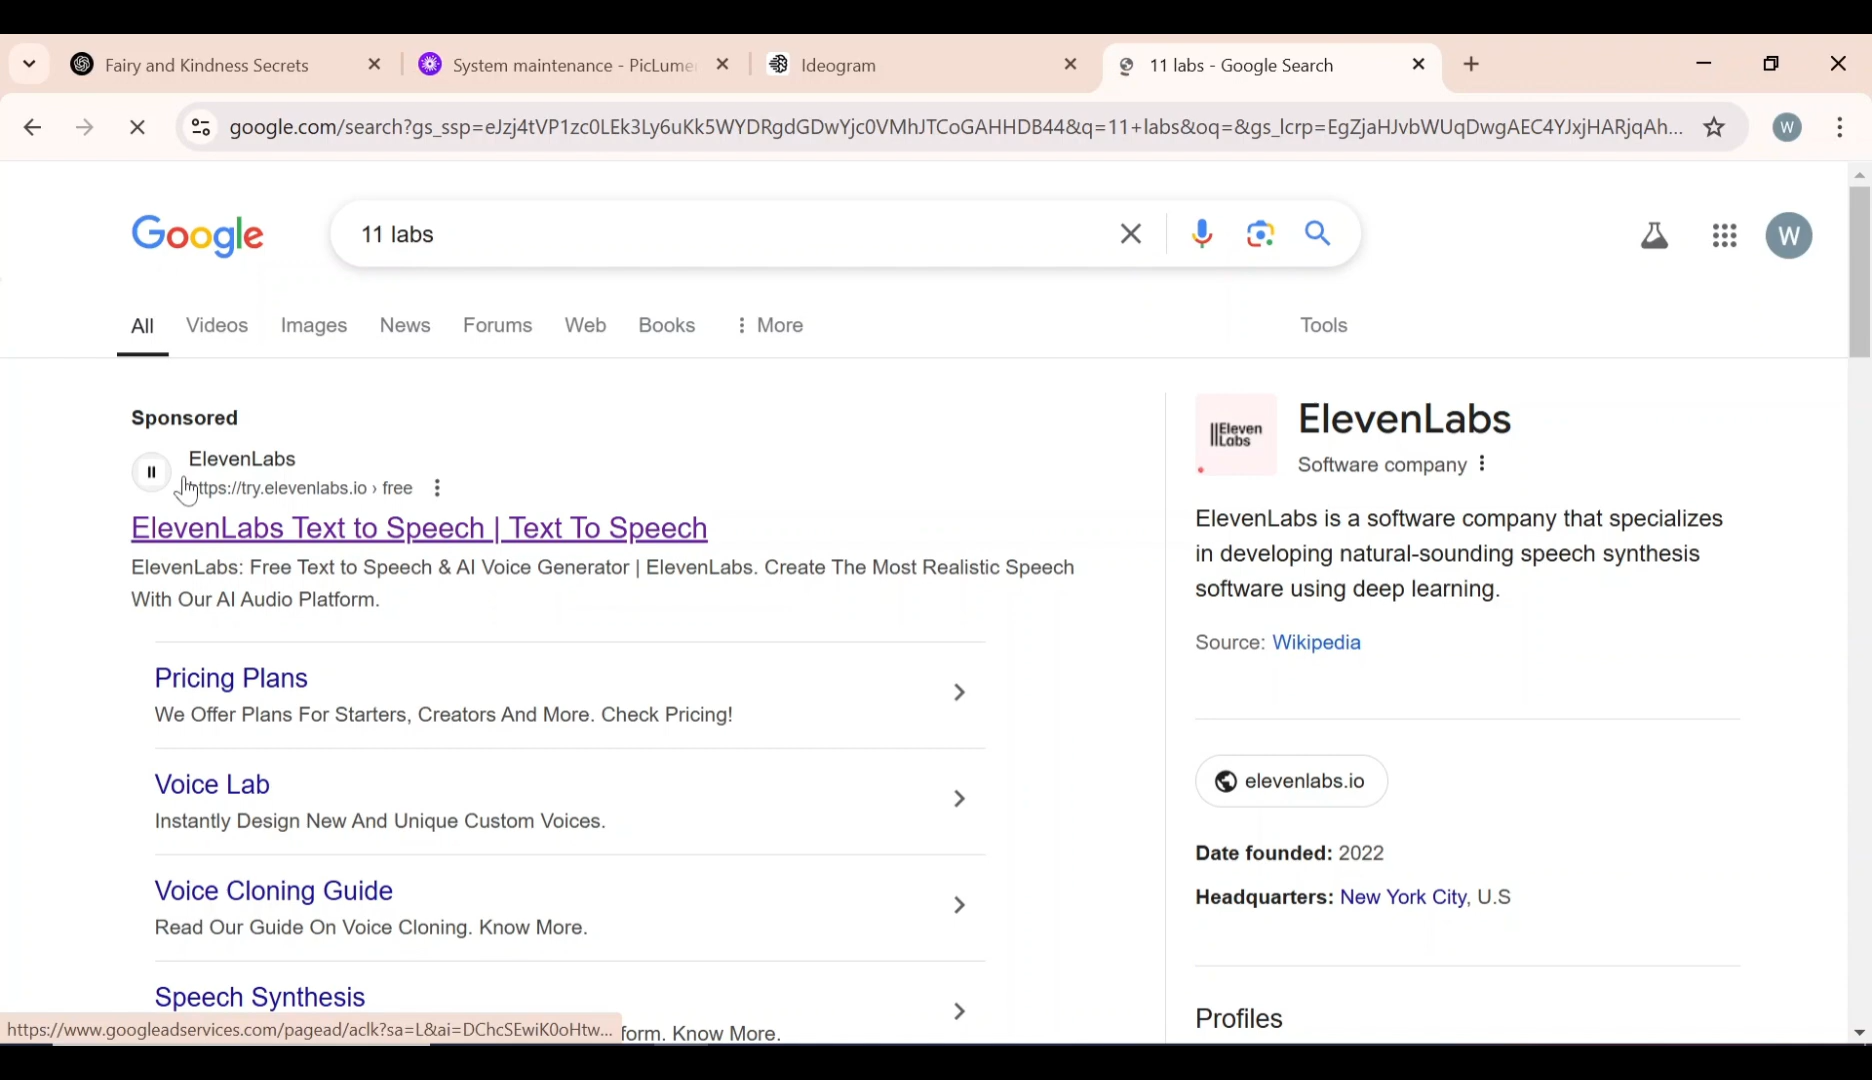 Fairy and Kindness Secrets
System maintenance - PicLume
Ideogram
11 labs - Google Search
google.com/search?gs_ssp=eJzj4tVP1zc0LEk3Ly6uKk5WYDRgdGDwYjc0VMhJTCoGAHHDB44&q=11+labs&oq=&gs_lcrp=EgZjaHJvbWUqDwgAEC4YJxjHARjqAh...
W
Google
11 labs
W
All Videos Images News Forums Web Books More Tools
Sponsored
ElevenLabs
https://try.elevenlabs.io › free
ElevenLabs Text to Speech | Text To Speech
ElevenLabs: Free Text to Speech & AI Voice Generator | ElevenLabs. Create The Most Realistic Speech
With Our AI Audio Platform.
Pricing Plans
We Offer Plans For Starters, Creators And More. Check Pricing!
Voice Lab
Instantly Design New And Unique Custom Voices.
Voice Cloning Guide
Read Our Guide On Voice Cloning. Know More.
Speech Synthesis
form. Know More.
https://www.googleadservices.com/pagead/aclk?sa=L&ai=DChcSEwiK0oHtw...
||Eleven
Labs
ElevenLabs
Software company
ElevenLabs is a software company that specializes
in developing natural-sounding speech synthesis
software using deep learning.
Source: Wikipedia
elevenlabs.io
Date founded: 2022
Headquarters: New York City, U.S
Profiles